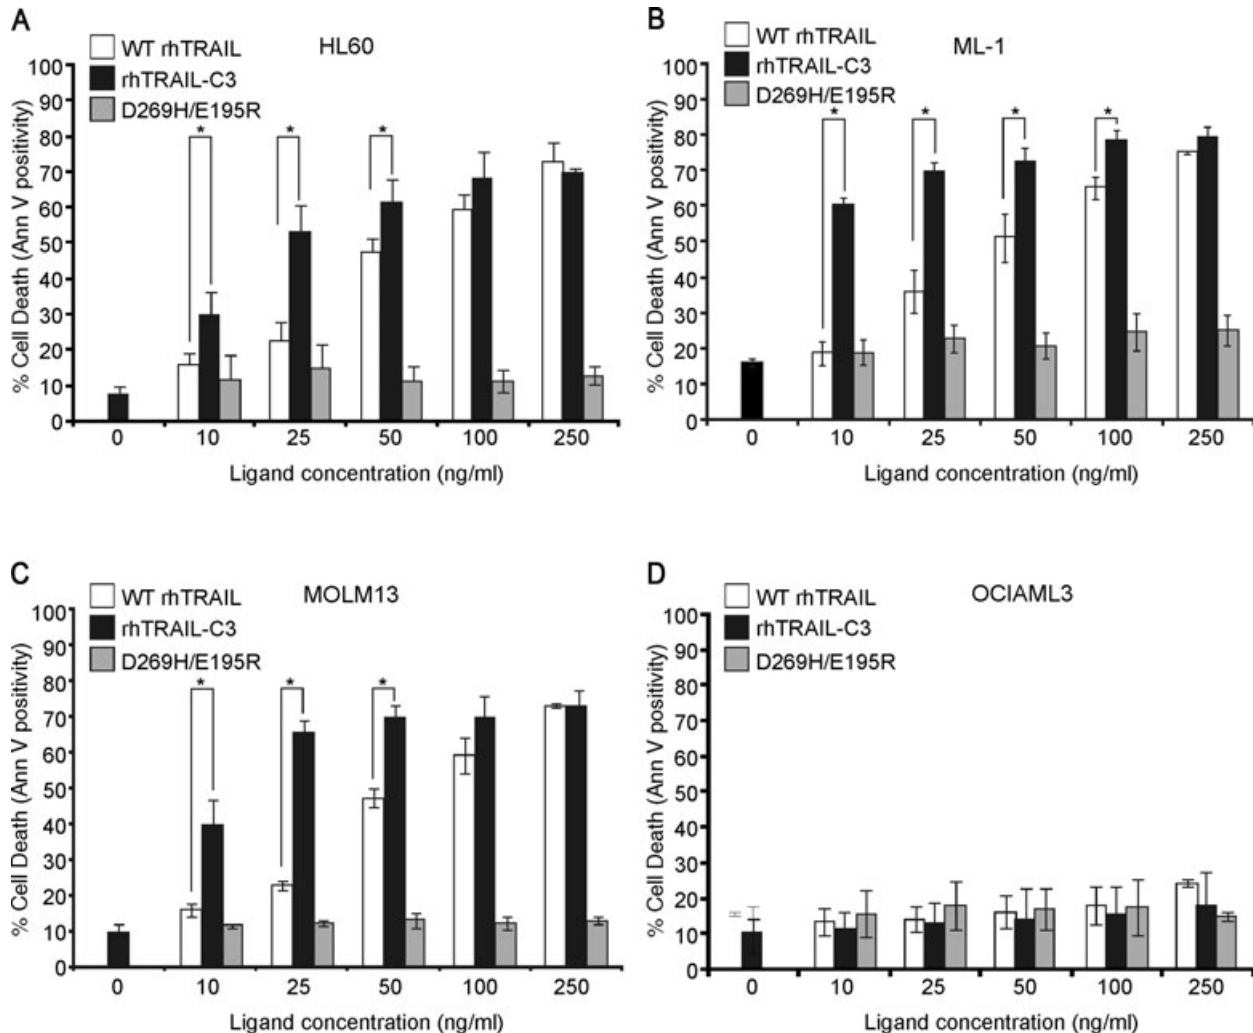 A
HL60
WT rhTRAIL
rhTRAIL-C3
D269H/E195R
% Cell Death (Ann V positivity)
100
90
80
70
60
50
40
30
20
10
0
* * *
0 10 25 50 100 250
Ligand concentration (ng/ml)
B
ML-1
WT rhTRAIL
rhTRAIL-C3
D269H/E195R
% Cell Death (Ann V positivity)
100
90
80
70
60
50
40
30
20
10
0
* * * *
0 10 25 50 100 250
Ligand concentration (ng/ml)
C
MOLM13
WT rhTRAIL
rhTRAIL-C3
D269H/E195R
% Cell Death (Ann V positivity)
100
90
80
70
60
50
40
30
20
10
0
* * *
0 10 25 50 100 250
Ligand concentration (ng/ml)
D
OCIAML3
WT rhTRAIL
rhTRAIL-C3
D269H/E195R
% Cell Death (Ann V positivity)
100
90
80
70
60
50
40
30
20
10
0
0 10 25 50 100 250
Ligand concentration (ng/ml)